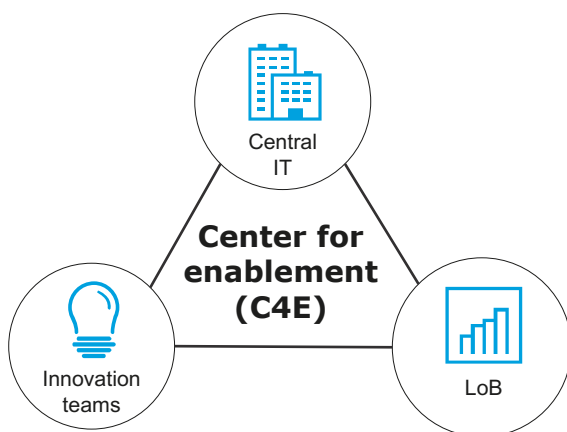 Central
IT
Center for
enablement
(C4E)
Innovation
teams
LoB